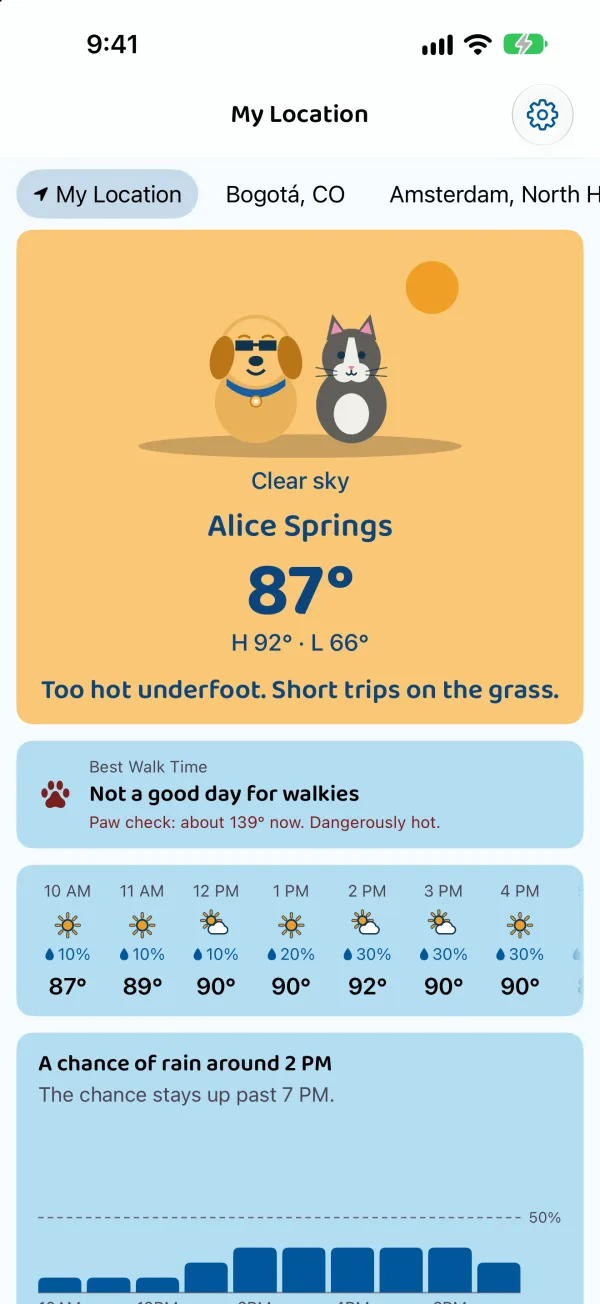 9:41
My Location
My Location Bogotá, CO Amsterdam, North H
Clear sky
Alice Springs
87°
H 92° · L 66°
Too hot underfoot. Short trips on the grass.
Best Walk Time
Not a good day for walkies
Paw check: about 139° now. Dangerously hot.
10 AM 11 AM 12 PM 1 PM 2 PM 3 PM 4 PM
10% 10% 10% 20% 30% 30% 30%
87° 89° 90° 90° 92° 90° 90°
A chance of rain around 2 PM
The chance stays up past 7 PM.
50%